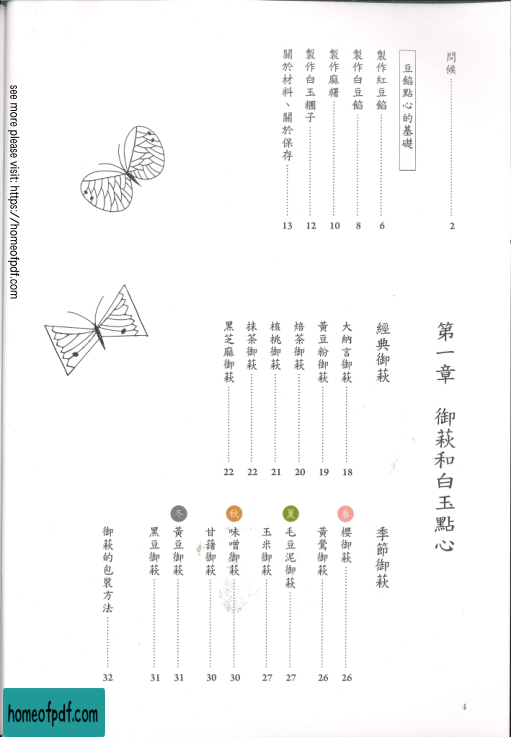 問候 2
豆餡點心的基礎
製作紅豆餡 6
製作白豆餡 8
製作麻糬 10
製作白玉糰子 12
關於材料、關於保存 13
第一章 御萩和白玉點心
經典御萩
大納言御萩 18
黃豆粉御萩 19
焙茶御萩 20
核桃御萩 21
抹茶御萩 22
黑芝麻御萩 22
季節御萩
春
櫻御萩 26
黃鶯御萩 26
夏
毛豆泥御萩 27
玉米御萩 27
秋
味噌御萩 30
甘藷御萩 30
冬
黃豆御萩 31
黑豆御萩 31
御萩的包裝方法 32
4
see more please visit: https://homeofpdf.com
homeofpdf.com